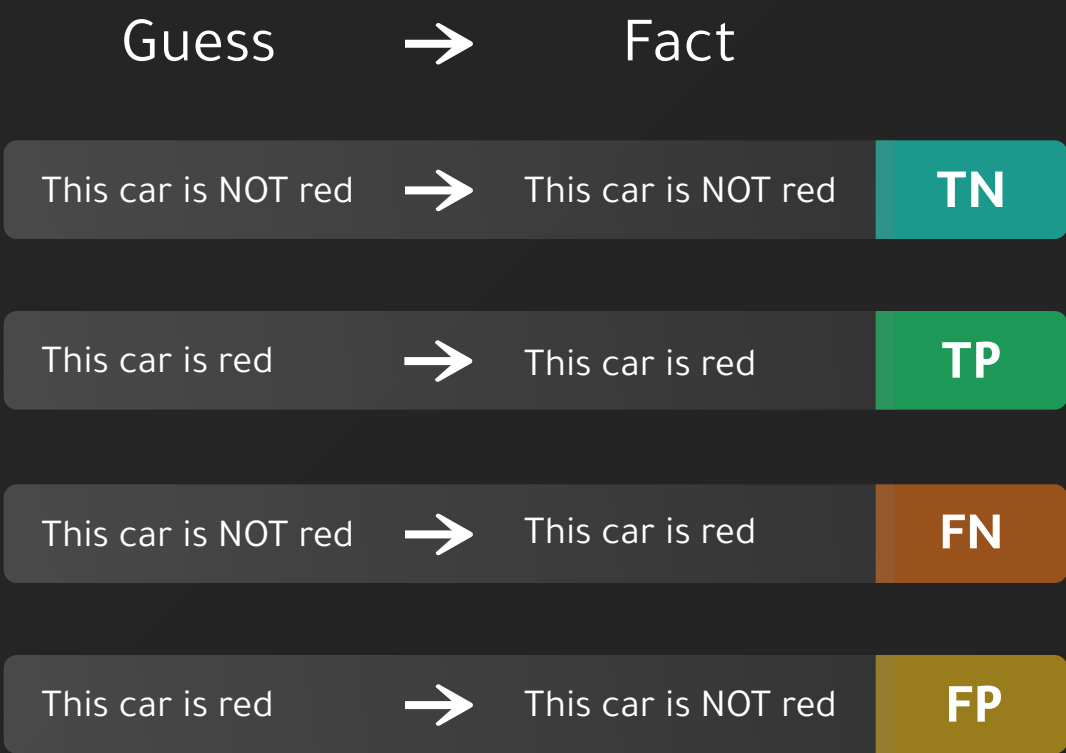 Guess → Fact
This car is NOT red → This car is NOT red TN
This car is red → This car is red TP
This car is NOT red → This car is red FN
This car is red → This car is NOT red FP